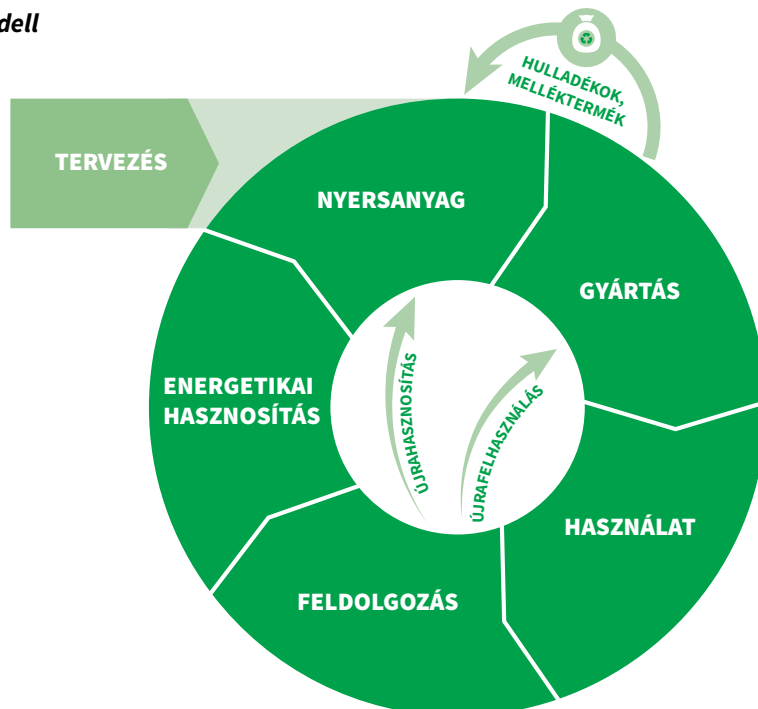 dell
HULLADÉKOK,
MELLÉKTERMÉK
TERVEZÉS
NYERSANYAG
GYÁRTÁS
ENERGETIKAI
HASZNOSÍTÁS
ÚJRAHASZNOSÍTÁS
ÚJRAFELHASZNÁLÁS
HASZNÁLAT
FELDOLGOZÁS